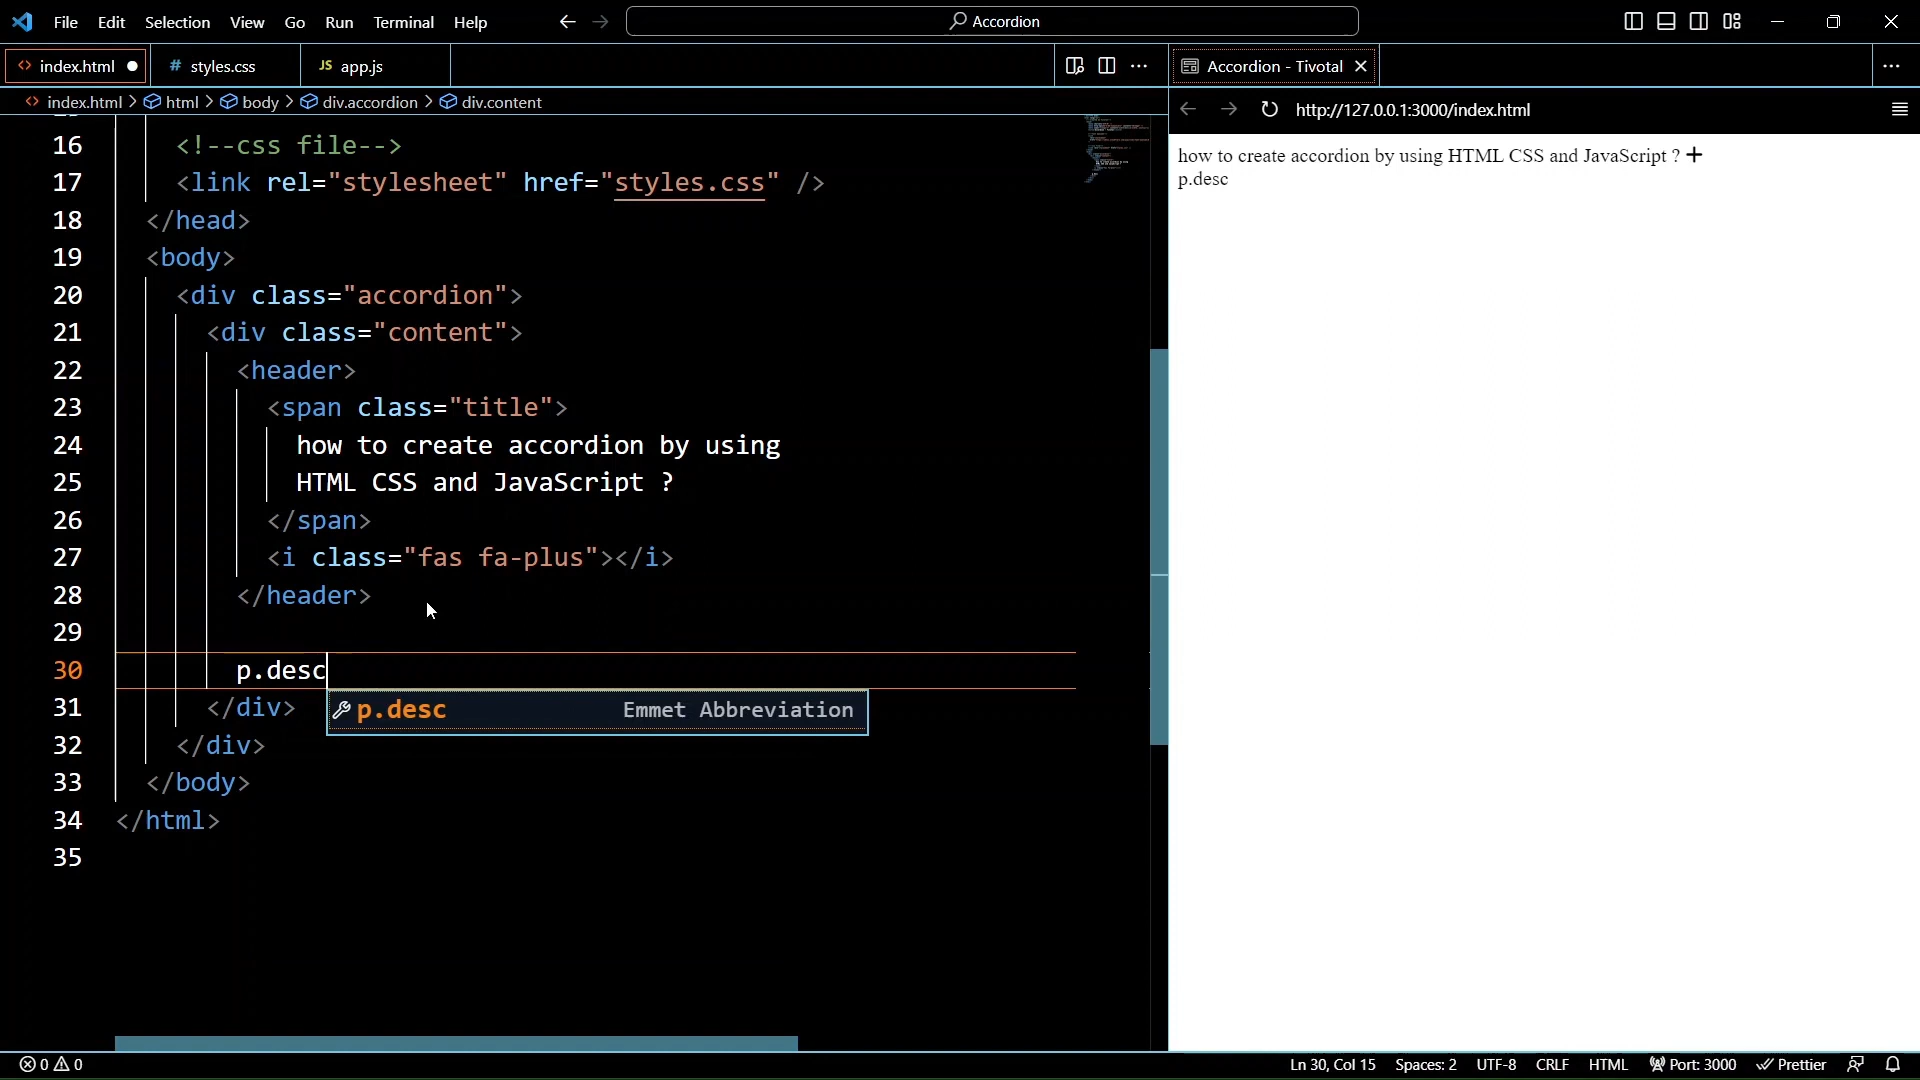 File Edit Selection View Go Run Terminal Help
Accordion
index.html
# styles.css
JS app.js
Accordion - Tivotal
index.html > html > body > div.accordion > div.content
http://127.0.0.1:3000/index.html
16 <!--css file-->
17 <link rel="stylesheet" href="styles.css" />
18 </head>
19 <body>
20 <div class="accordion">
21 <div class="content">
22 <header>
23 <span class="title">
24 how to create accordion by using
25 HTML CSS and JavaScript ?
26 </span>
27 <i class="fas fa-plus"></i>
28 </header>
29
30 p.desc
p.desc Emmet Abbreviation
31 </div>
32 </div>
33 </body>
34 </html>
35
how to create accordion by using HTML CSS and JavaScript ?
p.desc
0 0
Ln 30, Col 15 Spaces: 2 UTF-8 CRLF HTML Port: 3000 Prettier